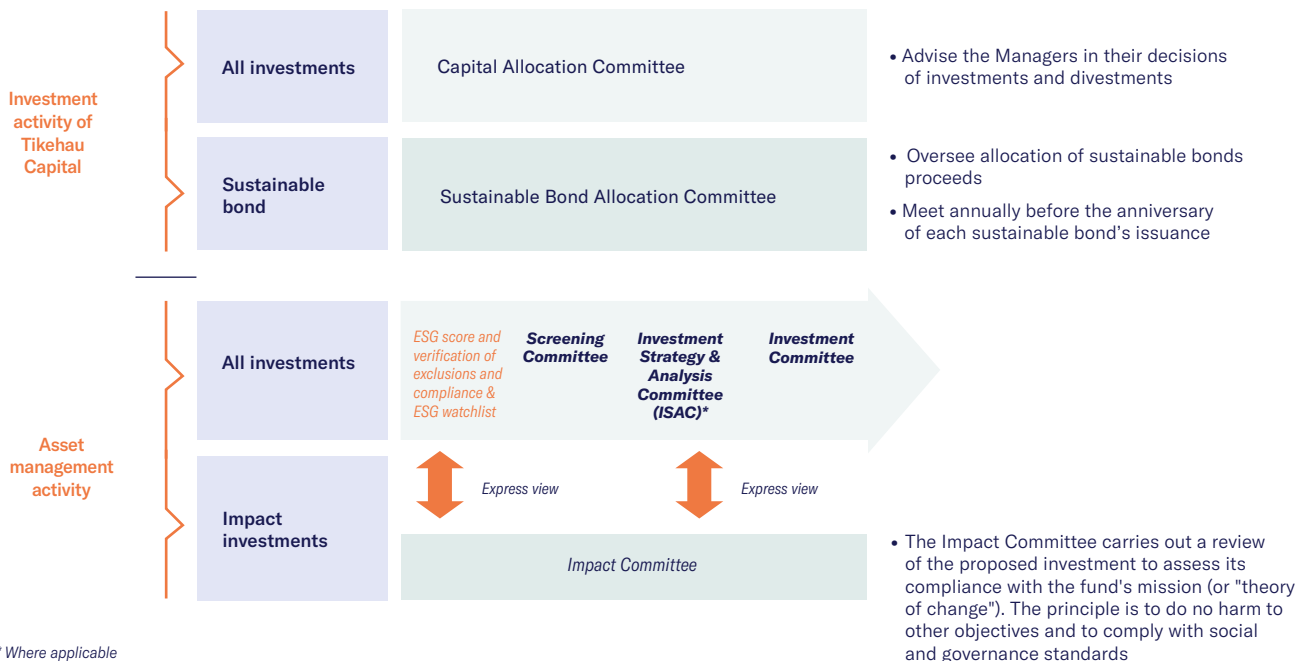 Investment
activity of
Tikehau
Capital
All investments
Capital Allocation Committee
• Advise the Managers in their decisions
of investments and divestments
Sustainable
bond
Sustainable Bond Allocation Committee
• Oversee allocation of sustainable bonds
proceeds
• Meet annually before the anniversary
of each sustainable bond’s issuance
Asset
management
activity
All investments
ESG score and
verification of
exclusions and
compliance &
ESG watchlist
Screening
Committee
Investment
Strategy &
Analysis
Committee
(ISAC)*
Investment
Committee
Impact
investments
Express view
Express view
Impact Committee
• The Impact Committee carries out a review
of the proposed investment to assess its
compliance with the fund's mission (or "theory
of change"). The principle is to do no harm to
other objectives and to comply with social
and governance standards
* Where applicable